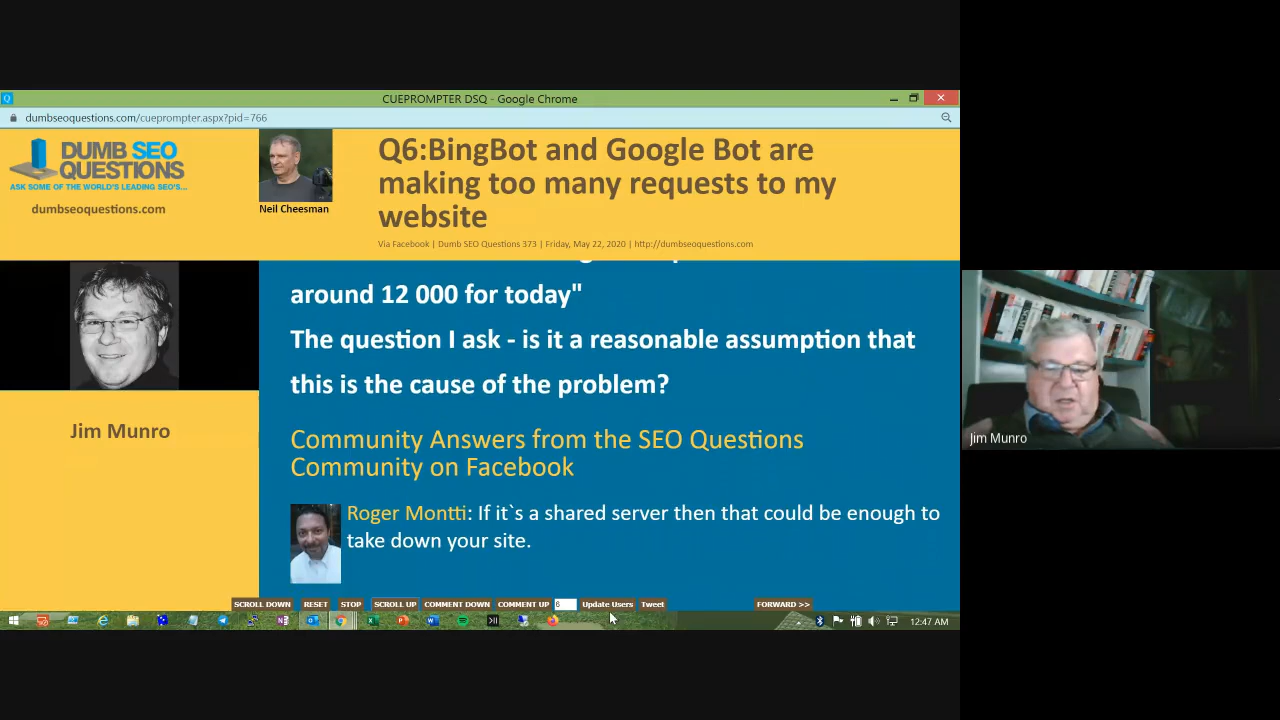 CUEPROMPTER DSQ - Google Chrome
dumbseoquestions.com/cueprompter.aspx?pid=766
DUMB SEO
QUESTIONS
ASK SOME OF THE WORLD'S LEADING SEO'S...
dumbseoquestions.com
Neil Cheesman
Q6:BingBot and Google Bot are
making too many requests to my
website
Via Facebook | Dumb SEO Questions 373 | Friday, May 22, 2020 | http://dumbseoquestions.com
around 12 000 for today"
The question I ask - is it a reasonable assumption that
this is the cause of the problem?
Jim Munro
Community Answers from the SEO Questions
Community on Facebook
Roger Montti: If it`s a shared server then that could be enough to
take down your site.
Jim Munro
SCROLL DOWN RESET STOP SCROLL UP COMMENT DOWN COMMENT UP 6 Update Users Tweet FORWARD >>
12:47 AM